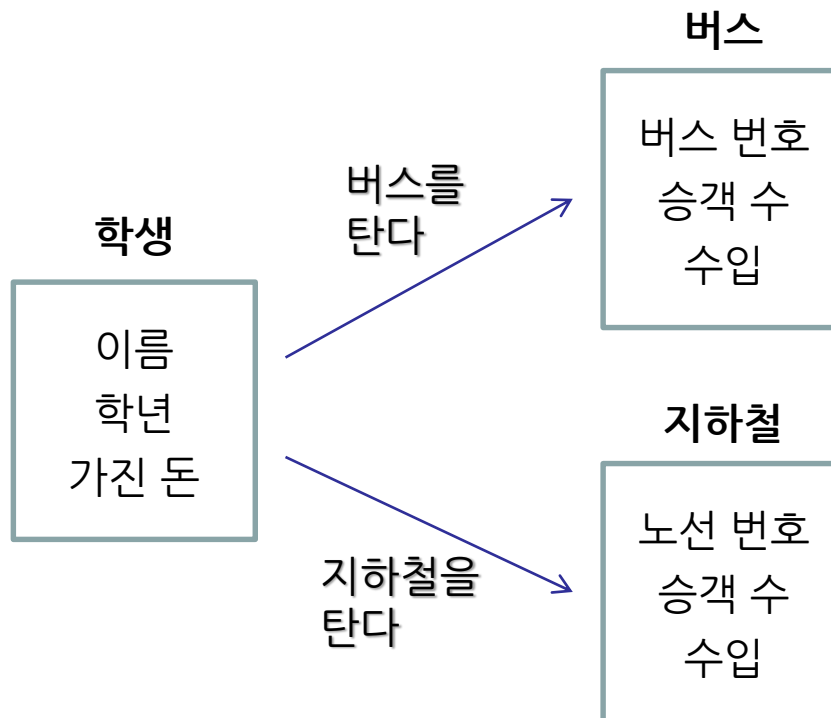 학생
이름
학년
가진 돈
버스를
탄다
버스
버스 번호
승객 수
수입
지하철을
탄다
지하철
노선 번호
승객 수
수입